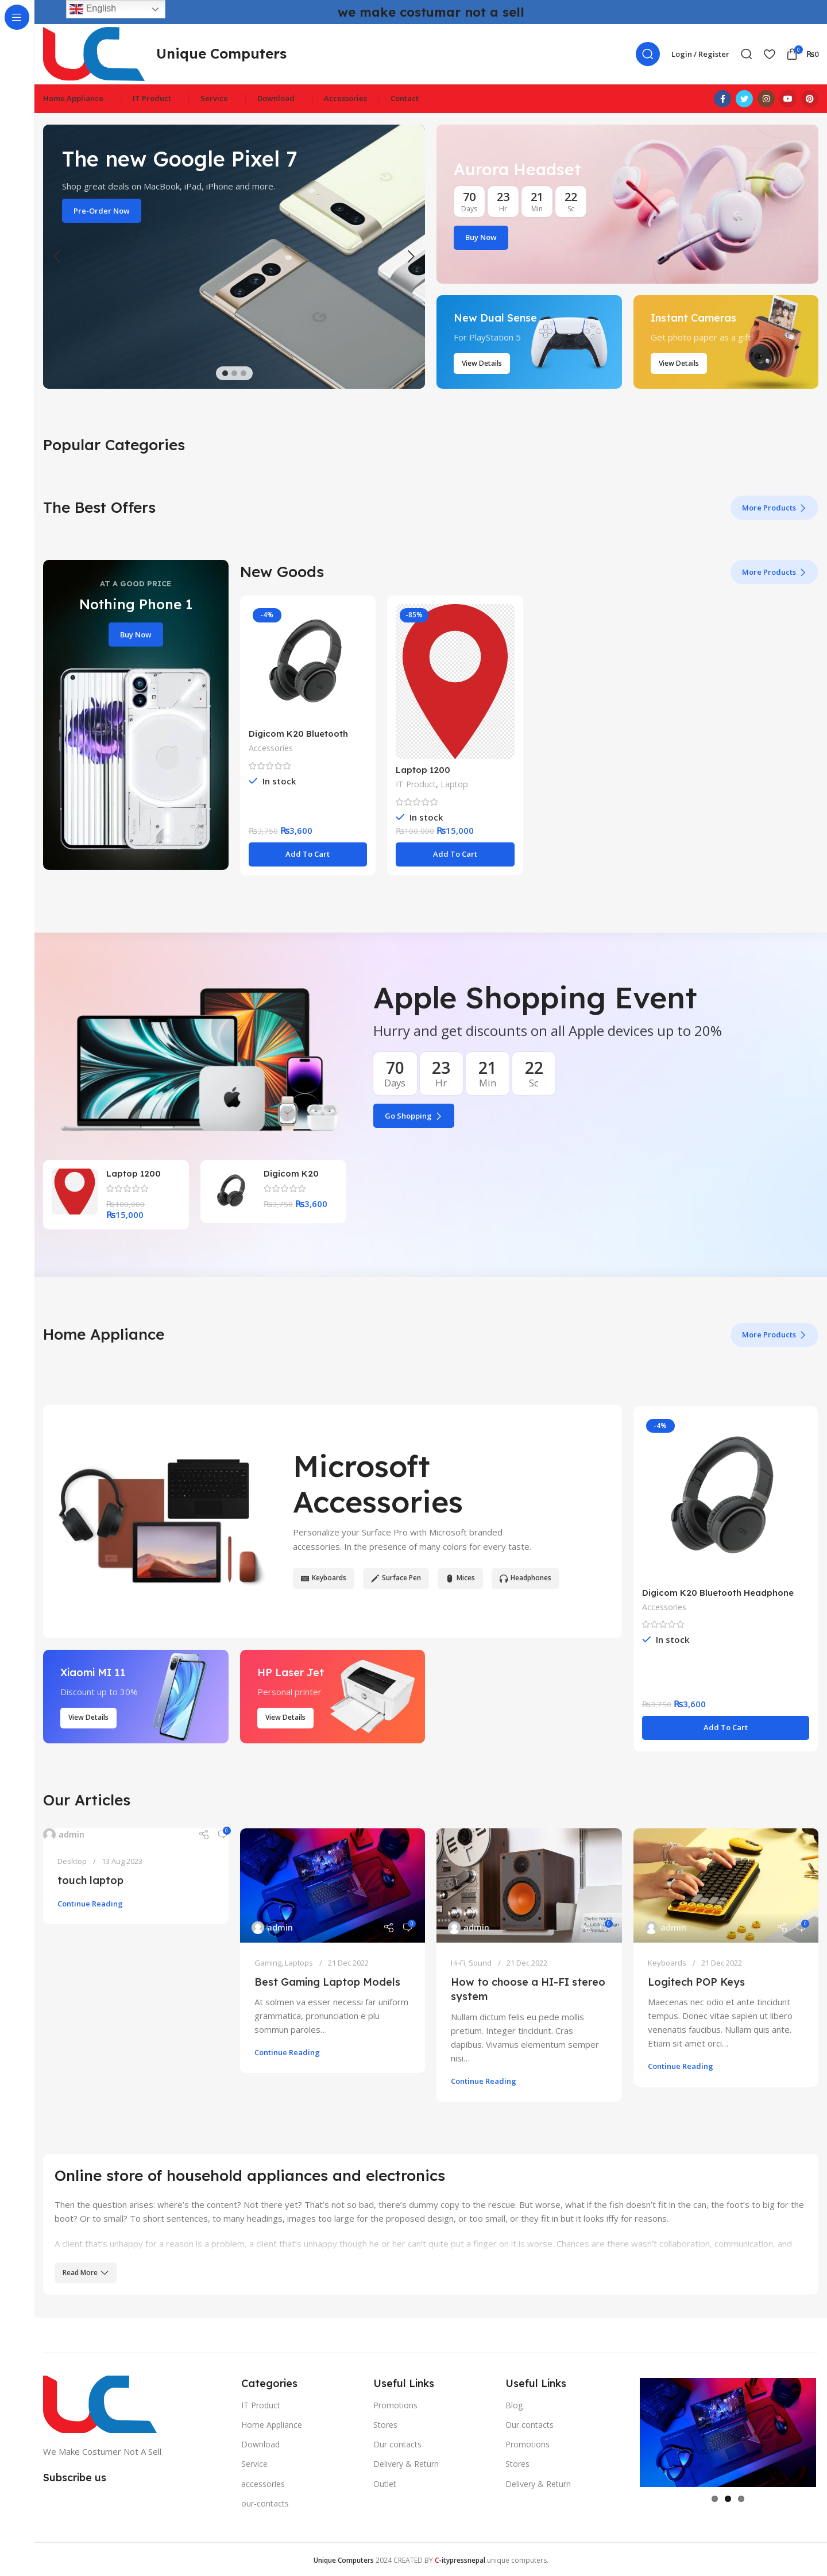 English
we make costumar not a sell
Unique Computers
Login / Register
0
₨0
Home Appliance
IT Product
Service
Download
Accessories
Contact
The new Google Pixel 7
Shop great deals on MacBook, iPad, iPhone and more.
Pre-Order Now
Aurora Headset
70 23 21 22
Days Hr Min Sc
Buy Now
New Dual Sense
For PlayStation 5
View Details
Instant Cameras
Get photo paper as a gift
View Details
Popular Categories
The Best Offers
More Products
AT A GOOD PRICE
Nothing Phone 1
Buy Now
New Goods
More Products
-4%
Digicom K20 Bluetooth
Accessories
In stock
₨3,750 ₨3,600
Add To Cart
-85%
Laptop 1200
IT Product, Laptop
In stock
₨100,000 ₨15,000
Add To Cart
Apple Shopping Event
Hurry and get discounts on all Apple devices up to 20%
70 23 21 22
Days Hr Min Sc
Go Shopping
Laptop 1200
₨100,000
₨15,000
Digicom K20
₨3,750 ₨3,600
Home Appliance
More Products
Microsoft
Accessories
Personalize your Surface Pro with Microsoft branded
accessories. In the presence of many colors for every taste.
Keyboards
Surface Pen
Mices
Headphones
-4%
Digicom K20 Bluetooth Headphone
Accessories
In stock
₨3,750 ₨3,600
Add To Cart
Xiaomi MI 11
Discount up to 30%
View Details
HP Laser Jet
Personal printer
View Details
Our Articles
admin
0
Desktop / 13 Aug 2023
touch laptop
Continue Reading
admin
0
Gaming, Laptops / 21 Dec 2022
Best Gaming Laptop Models
At solmen va esser necessi far uniform
grammatica, pronunciation e plu
sommun paroles...
Continue Reading
admin
0
Hi-Fi, Sound / 21 Dec 2022
How to choose a HI-FI stereo
system
Nullam dictum felis eu pede mollis
pretium. Integer tincidunt. Cras
dapibus. Vivamus elementum semper
nisi...
Continue Reading
admin
0
Keyboards / 21 Dec 2022
Logitech POP Keys
Maecenas nec odio et ante tincidunt
tempus. Donec vitae sapien ut libero
venenatis faucibus. Nullam quis ante.
Etiam sit amet orci...
Continue Reading
Online store of household appliances and electronics
Then the question arises: where's the content? Not there yet? That's not so bad, there's dummy copy to the rescue. But worse, what if the fish doesn't fit in the can, the foot's to big for the
boot? Or to small? To short sentences, to many headings, images too large for the proposed design, or too small, or they fit in but it looks iffy for reasons.
A client that's unhappy for a reason is a problem, a client that's unhappy though he or her can't quite put a finger on it is worse. Chances are there wasn't collaboration, communication, and
Read More
We Make Costumer Not A Sell
Subscribe us
Categories
IT Product
Home Appliance
Download
Service
accessories
our-contacts
Useful Links
Promotions
Stores
Our contacts
Delivery & Return
Outlet
Useful Links
Blog
Our contacts
Promotions
Stores
Delivery & Return
Unique Computers 2024 CREATED BY C-itypressnepal unique computers.